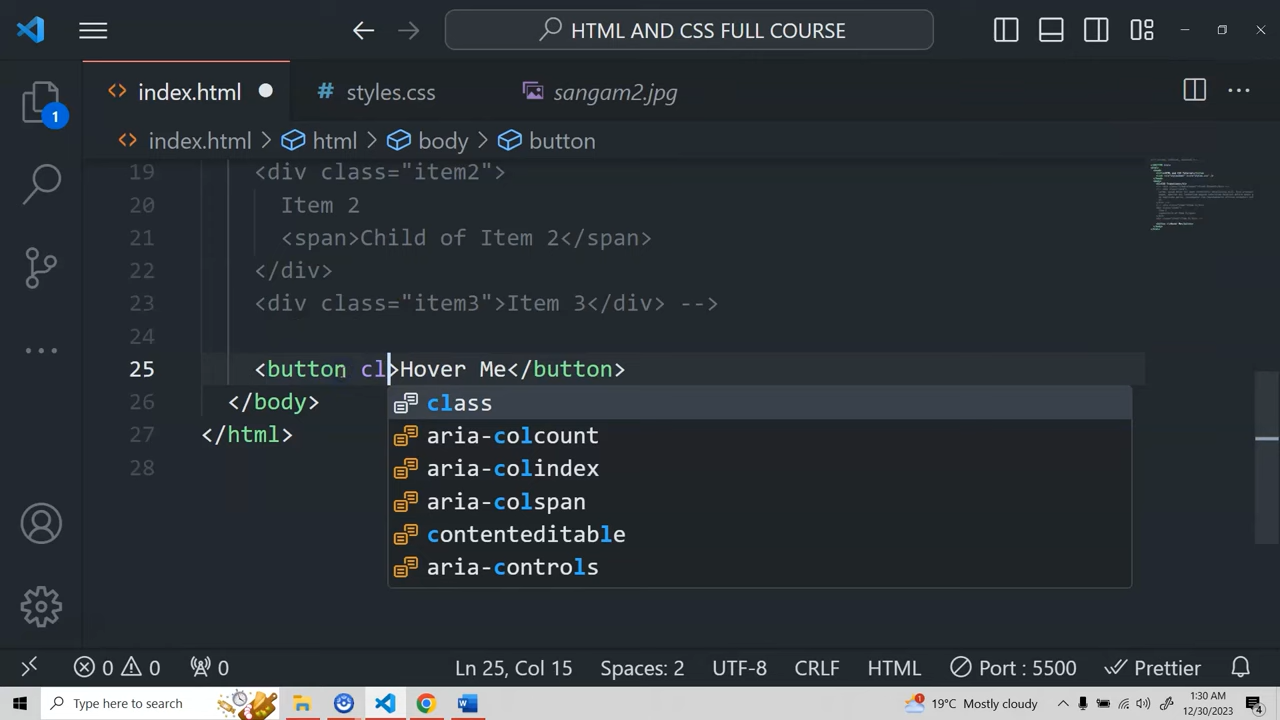 HTML AND CSS FULL COURSE
index.html
styles.css
sangam2.jpg
1
index.html > html > body > button
19 <div class="item2">
20 Item 2
21 <span>Child of Item 2</span>
22 </div>
23 <div class="item3">Item 3</div> -->
24
25 <button cl>Hover Me</button>
26 </body>
27 </html>
28
class
aria-colcount
aria-colindex
aria-colspan
contenteditable
aria-controls
0 0 0 Ln 25, Col 15 Spaces: 2 UTF-8 CRLF HTML Port : 5500 Prettier
Type here to search
19°C Mostly cloudy
1:30 AM
12/30/2023
1
4